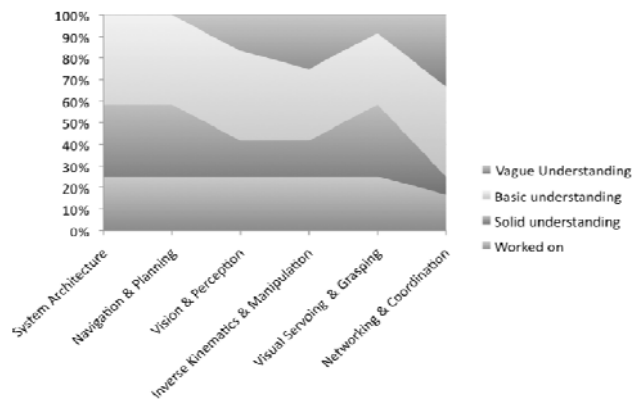 100%
90%
80%
70%
60%
50%
40%
30%
20%
10%
0%
System Architecture
Navigation & Planning
Vision & Perception
Inverse Kinematics & Manipulation
Visual Servoing & Grasping
Networking & Coordination
Vague Understanding
Basic understanding
Solid understanding
Worked on